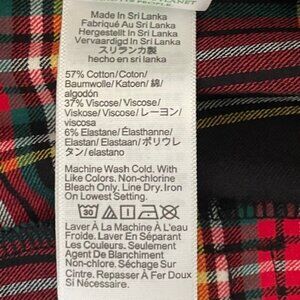 PLANET
Made In Sri Lanka
Fabriqué Au Sri Lanka
Hergestellt In Sri Lanka
Vervaardigd In Sri Lanka
スリランカ製
hecho en sri lanka
57% Cotton/Coton/
Baumwolle/Katoen/ 綿/
algodón
37% Viscose/Viscose/
Viskose/Viscose/ レーヨン/
viscosa
6% Elastane/Élasthanne/
Elastan/Elastaan/ポリウレ
タン/elastano
Machine Wash Cold. With
Like Colors. Non-chlorine
Bleach Only. Line Dry. Iron
On Lowest Setting.
30
Laver À La Machine À L'eau
Froide. Laver En Séparant
Les Couleurs. Seulement
Agent De Blanchiment
Non-chlore. Séchage Sur
Cintre. Repasser À Fer Doux
Si Nécessaire.